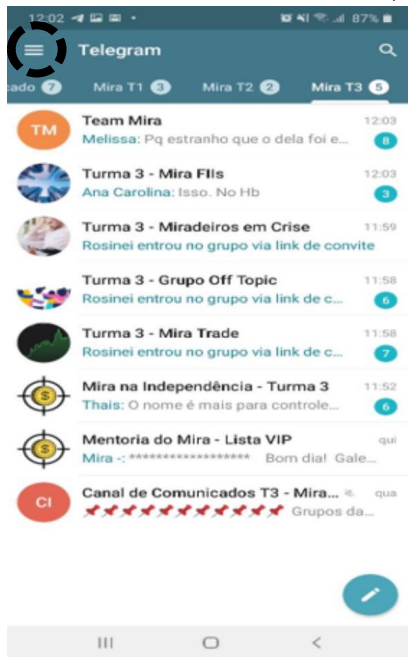 12:02 87%
Telegram
cado 7 Mira T1 3 Mira T2 2 Mira T3 5
TM Team Mira 12:03
Melissa: Pq estranho que o dela foi e... 8
Turma 3 - Mira FIIs 12:03
Ana Carolina: Isso. No Hb 3
Turma 3 - Miradeiros em Crise 11:59
Rosinei entrou no grupo via link de convite
Turma 3 - Grupo Off Topic 11:58
Rosinei entrou no grupo via link de c... 6
Turma 3 - Mira Trade 11:58
Rosinei entrou no grupo via link de c... 7
Mira na Independência - Turma 3 11:52
Thais: O nome é mais para controle... 6
Mentoria do Mira - Lista VIP qui
Mira -: ******************* Bom dia! Gale...
CI Canal de Comunicados T3 - Mira... qua
📌📌📌📌📌📌📌📌📌📌 Grupos da...